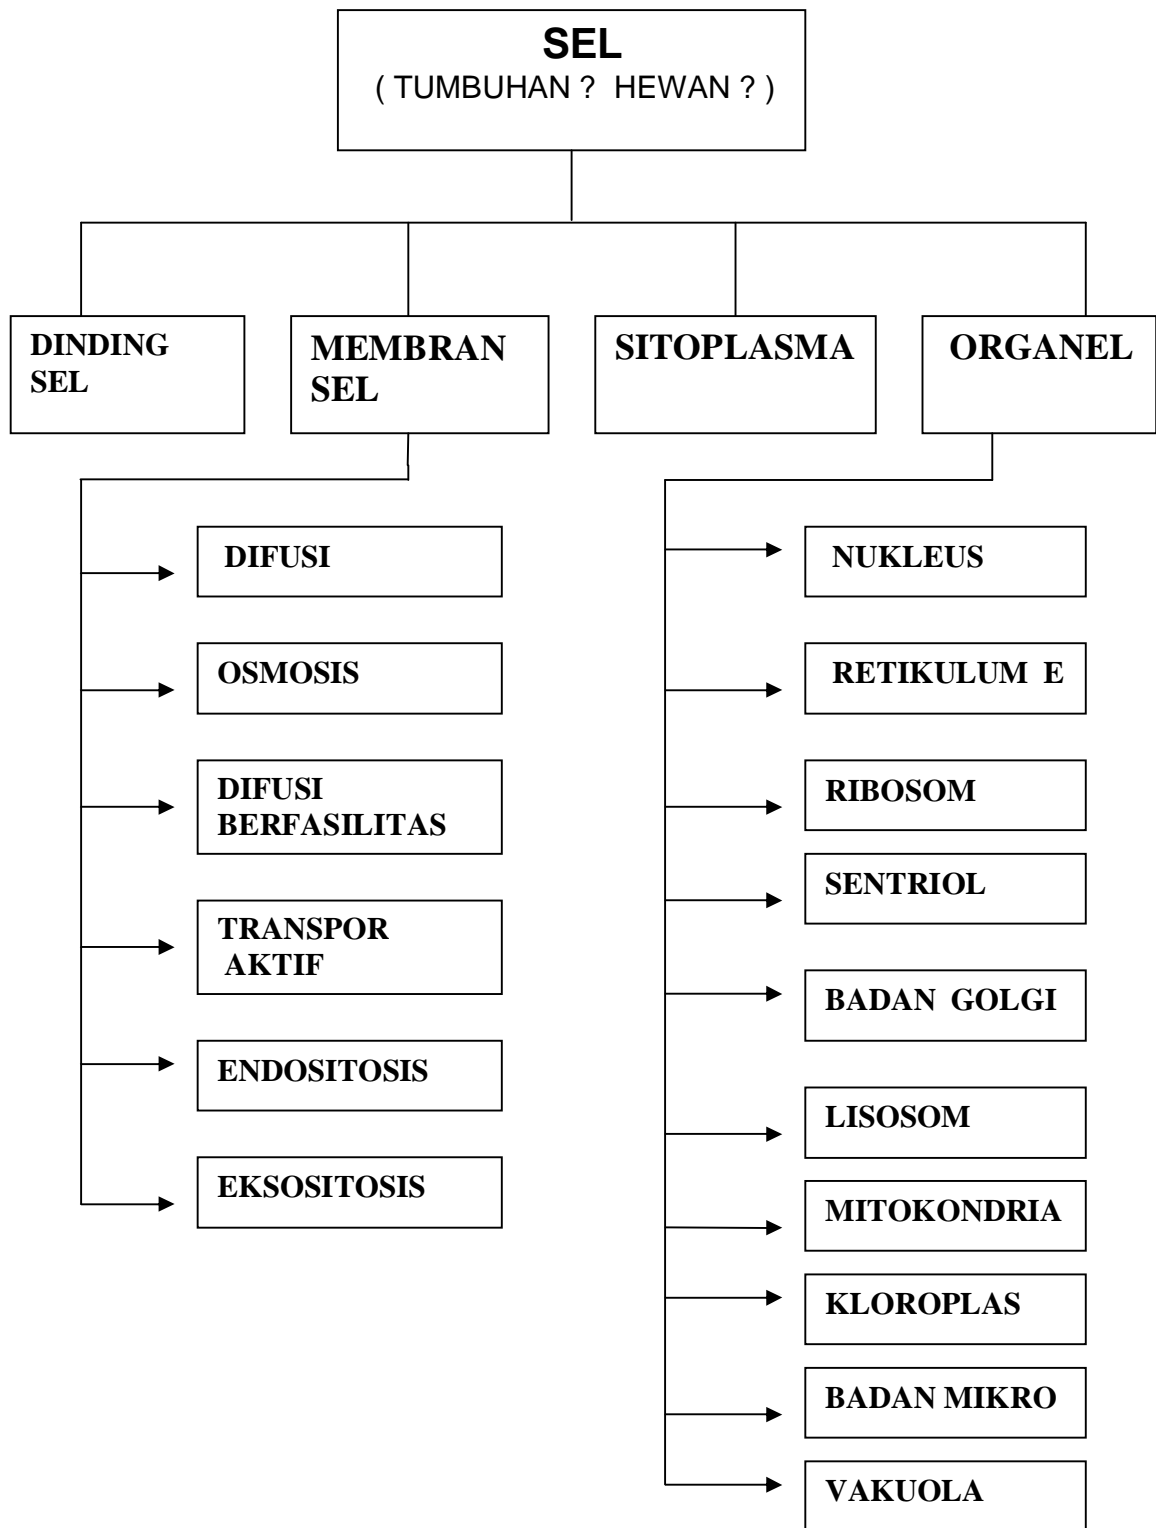 SEL
( TUMBUHAN ? HEWAN ? )
DINDING
SEL
MEMBRAN
SEL
SITOPLASMA
ORGANEL
DIFUSI
OSMOSIS
DIFUSI
BERFASILITAS
TRANSPOR
AKTIF
ENDOSITOSIS
EKSOSITOSIS
NUKLEUS
RETIKULUM E
RIBOSOM
SENTRIOL
BADAN GOLGI
LISOSOM
MITOKONDRIA
KLOROPLAS
BADAN MIKRO
VAKUOLA